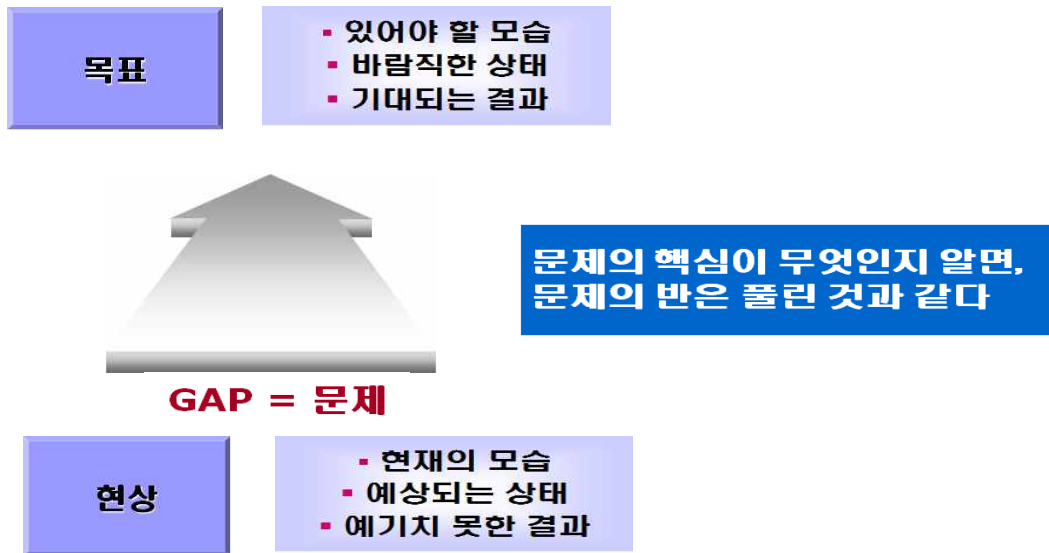 목표
▪ 있어야 할 모습
▪ 바람직한 상태
▪ 기대되는 결과
문제의 핵심이 무엇인지 알면,
문제의 반은 풀린 것과 같다
GAP = 문제
현상
▪ 현재의 모습
▪ 예상되는 상태
▪ 예기치 못한 결과